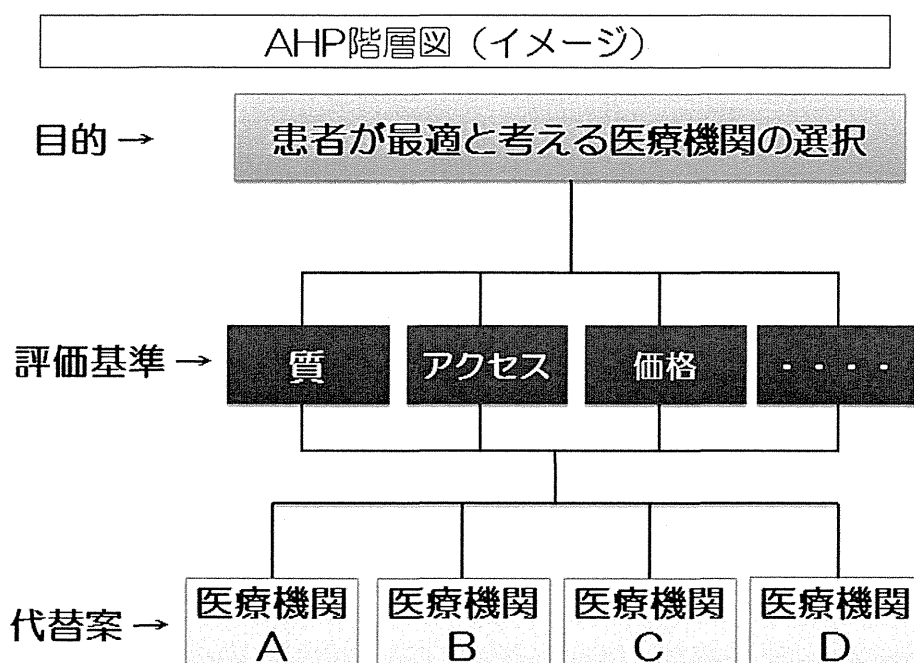 AHP階層図（イメージ）
目的→
患者が最適と考える医療機関の選択
評価基準→
質
アクセス
価格
・・・・
代替案→
医療機関
A
医療機関
B
医療機関
C
医療機関
D